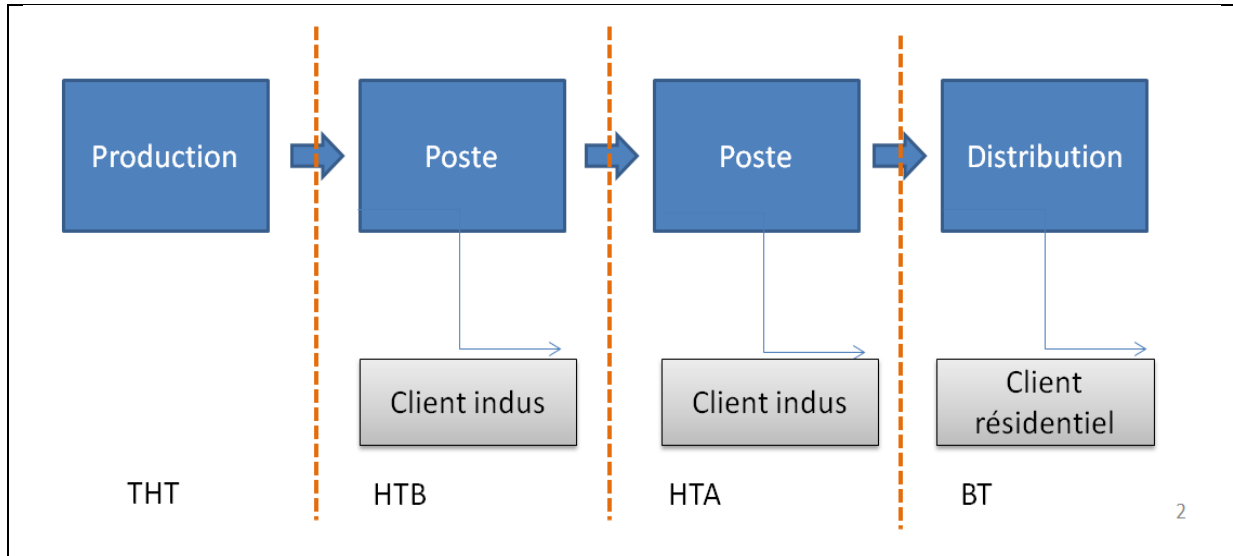 Production
Poste
Poste
Distribution
Client indus
Client indus
Client
résidentiel
THT
HTB
HTA
BT
2